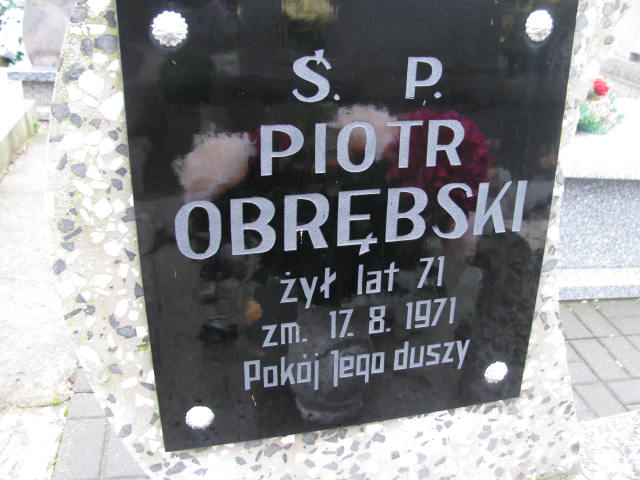 Ś. P.
PIOTR
OBRĘBSKI
żył lat 71
zm. 17. 8. 1971
Pokój Jego duszy